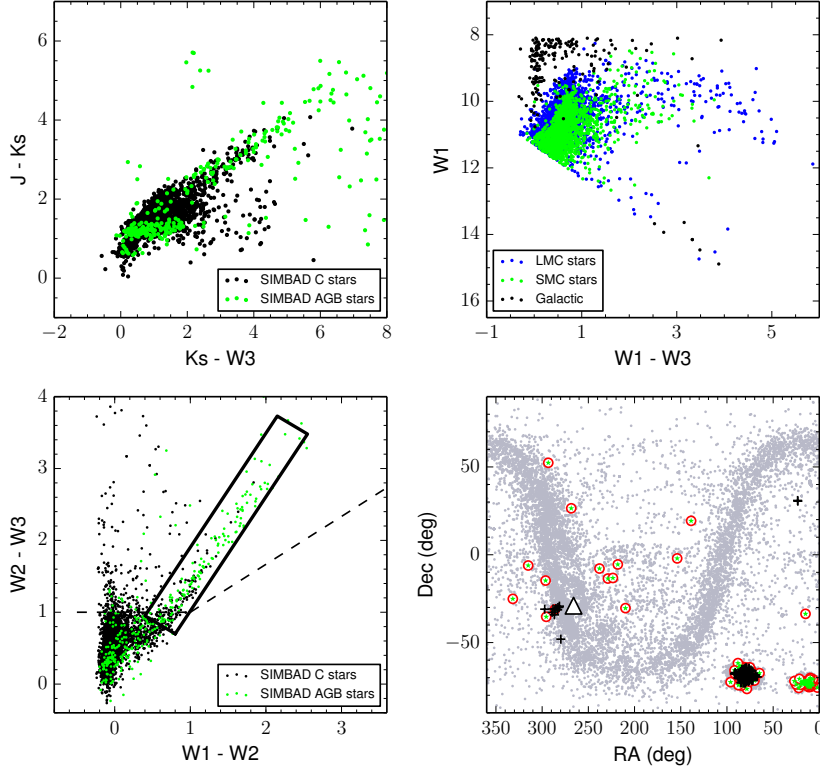 6
4
2
0
J - Ks
−2 0 2 4 6 8
Ks - W3
SIMBAD C stars
SIMBAD AGB stars
8
10
12
14
16
W1
−1 1 3 5
W1 - W3
LMC stars
SMC stars
Galactic
4
3
2
1
0
W2 - W3
0 1 2 3
W1 - W2
SIMBAD C stars
SIMBAD AGB stars
50
0
−50
Dec (deg)
350 300 250 200 150 100 50 0
RA (deg)